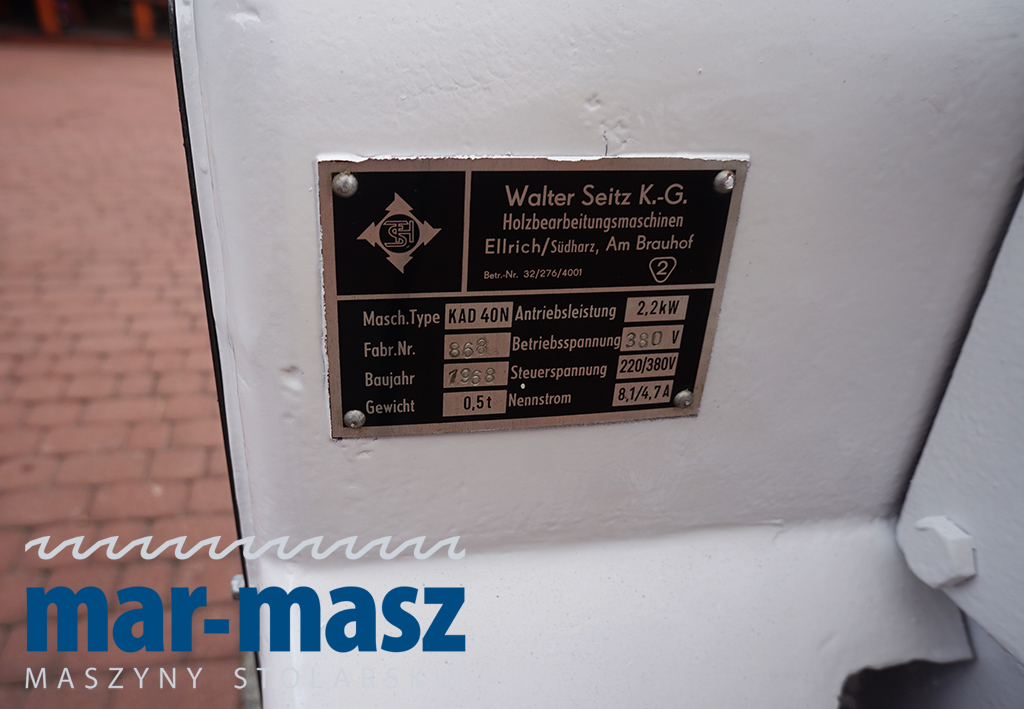 Walter Seitz K.-G.
Holzbearbeitungsmaschinen
Ellrich/Südharz, Am Brauhof
Betr.-Nr. 32/276/4001
2
Masch.Type KAD 40N Antriebsleistung 2,2kW
Fabr.Nr. 868 Betriebsspannung 380 V
Baujahr 1968 Steuerspannung 220/380V
Gewicht 0,5t Nennstrom 8,1/4,7A
mar-masz
MASZYNY